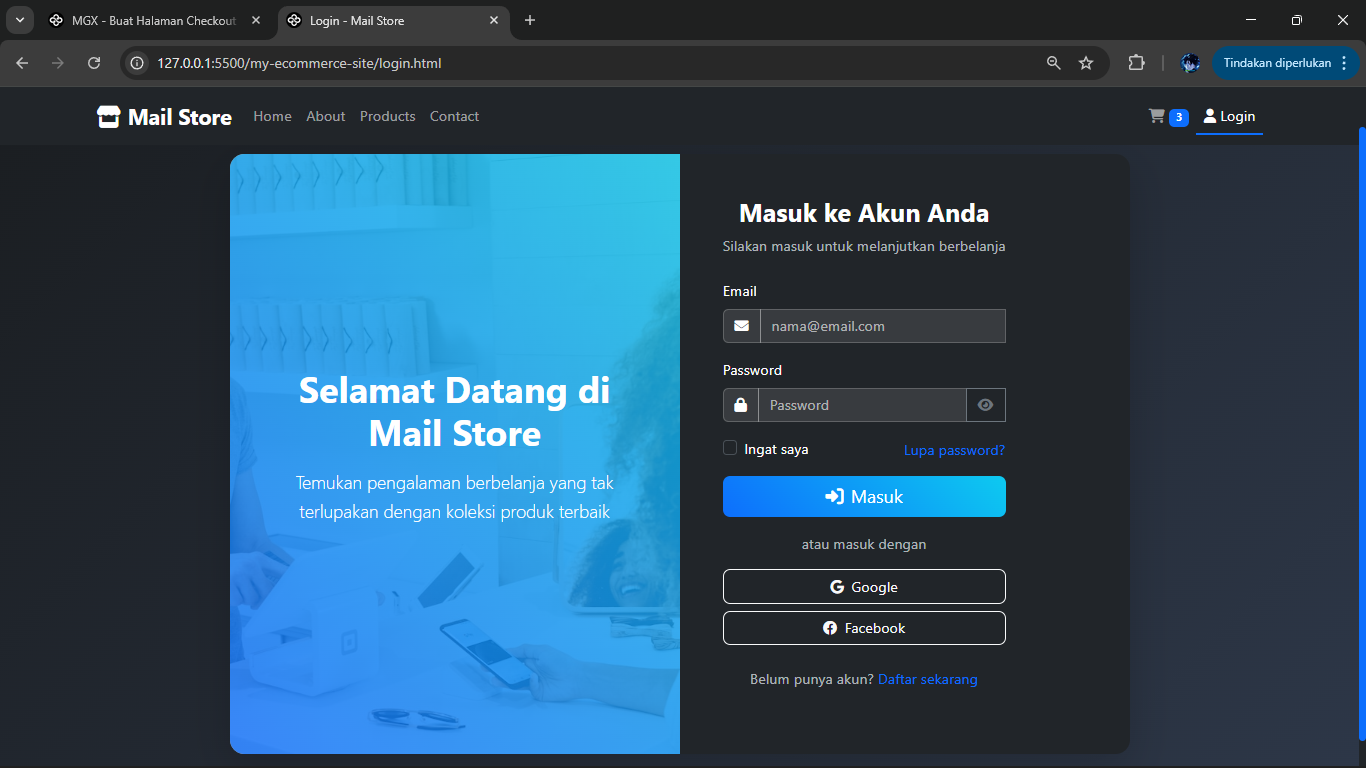 MGX - Buat Halaman Checkout
Login - Mail Store
127.0.0.1:5500/my-ecommerce-site/login.html
Tindakan diperlukan
Mail Store
Home
About
Products
Contact
3
Login
Selamat Datang di
Mail Store
Temukan pengalaman berbelanja yang tak
terlupakan dengan koleksi produk terbaik
Masuk ke Akun Anda
Silakan masuk untuk melanjutkan berbelanja
Email
nama@email.com
Password
Password
Ingat saya
Lupa password?
Masuk
atau masuk dengan
Google
Facebook
Belum punya akun? Daftar sekarang